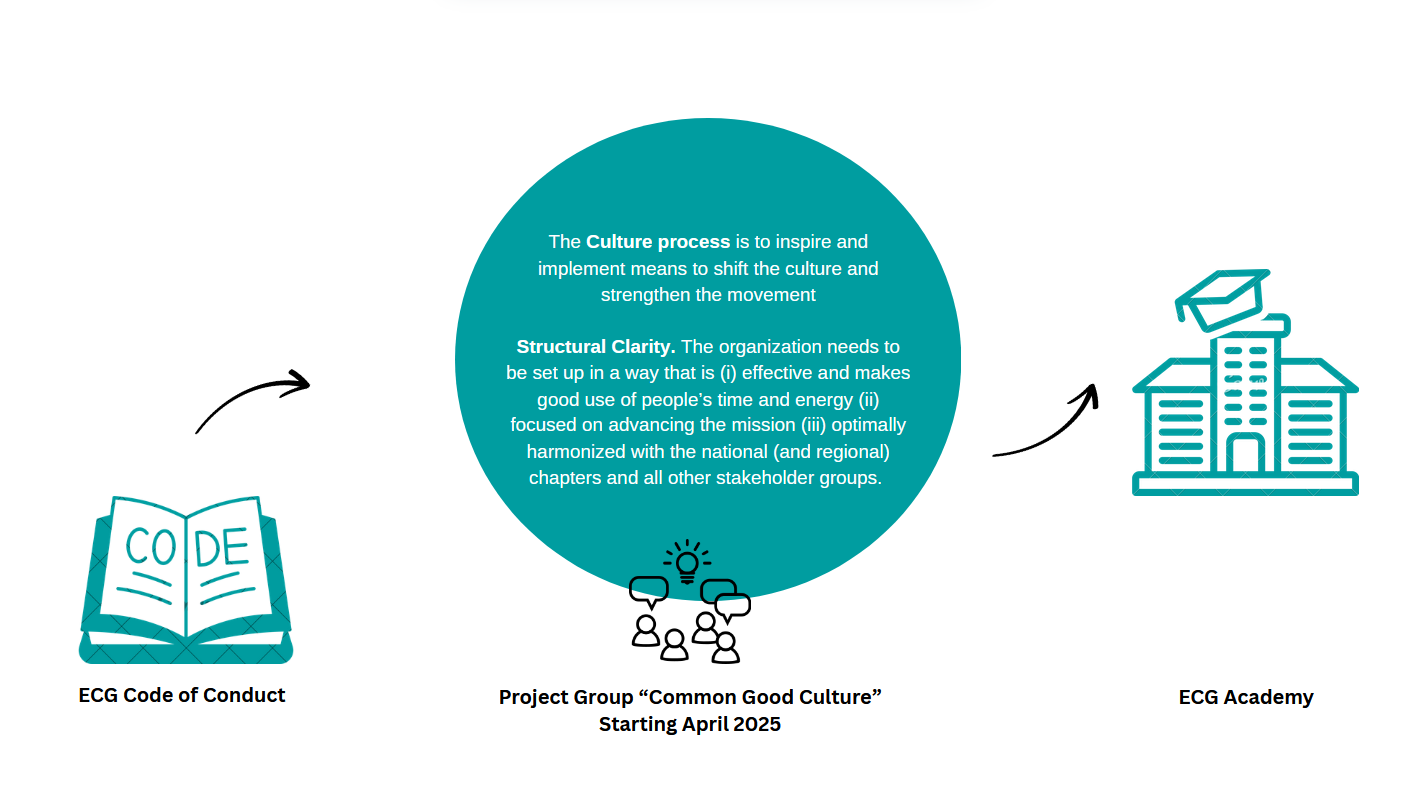 The Culture process is to inspire and
implement means to shift the culture and
strengthen the movement
Structural Clarity. The organization needs to
be set up in a way that is (i) effective and makes
good use of people’s time and energy (ii)
focused on advancing the mission (iii) optimally
harmonized with the national (and regional)
chapters and all other stakeholder groups.
CODE
ECG Code of Conduct
Project Group “Common Good Culture”
Starting April 2025
ECG Academy